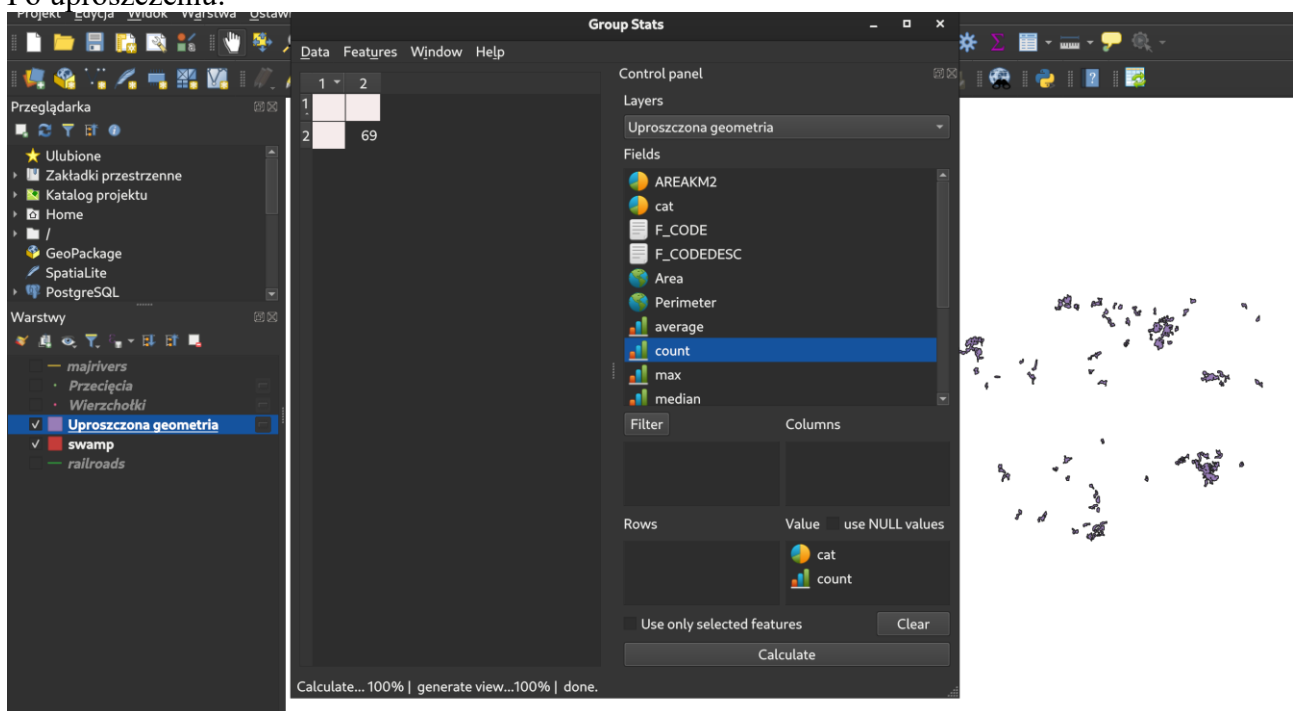 Po uproszczeniu:
Projekt Edycja Widok Warstwa Ustawi
Group Stats
Data Features Window Help
1 2
1
2 69
Przeglądarka
Ulubione
Zakładki przestrzenne
Katalog projektu
Home
/
GeoPackage
SpatiaLite
PostgreSQL
Warstwy
majrivers
Przecięcia
Wierzchołki
Uproszczona geometria
swamp
railroads
Control panel
Layers
Uproszczona geometria
Fields
AREAKM2
cat
F_CODE
F_CODEDESC
Area
Perimeter
average
count
max
median
Filter Columns
Rows Value use NULL values
cat
count
Use only selected features Clear
Calculate
Calculate... 100% | generate view...100% | done.